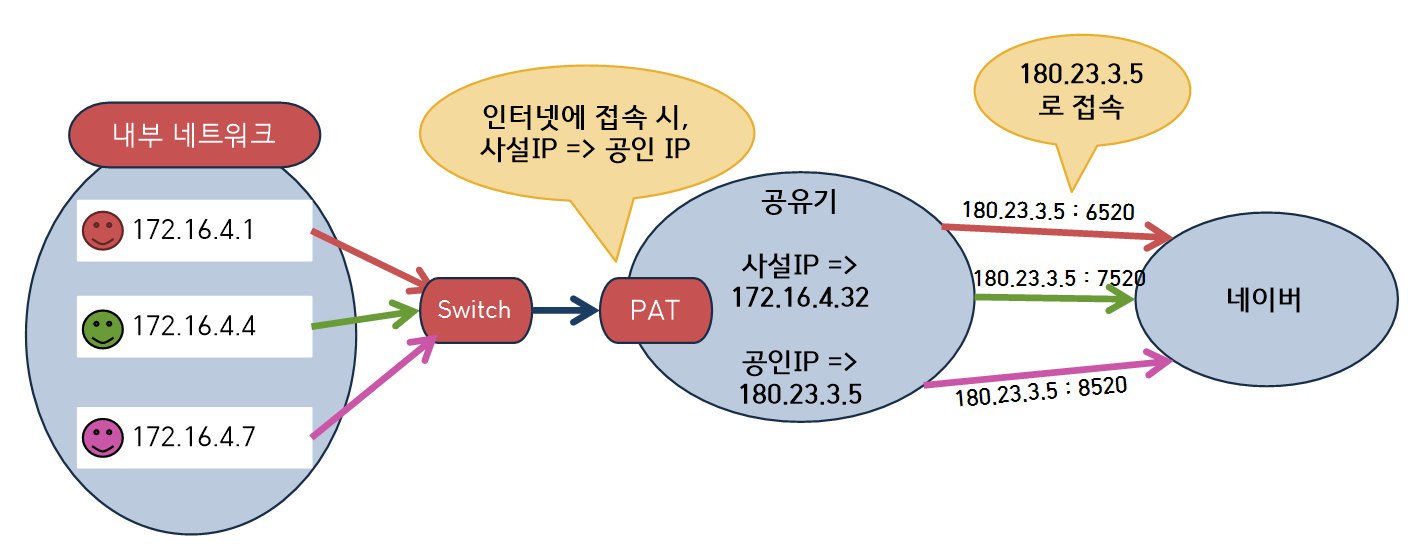 내부 네트워크
172.16.4.1
172.16.4.4
172.16.4.7
Switch
인터넷에 접속 시,
사설IP => 공인 IP
PAT
공유기
사설IP =>
172.16.4.32
공인IP =>
180.23.3.5
180.23.3.5
로 접속
180.23.3.5 : 6520
180.23.3.5 : 7520
180.23.3.5 : 8520
네이버